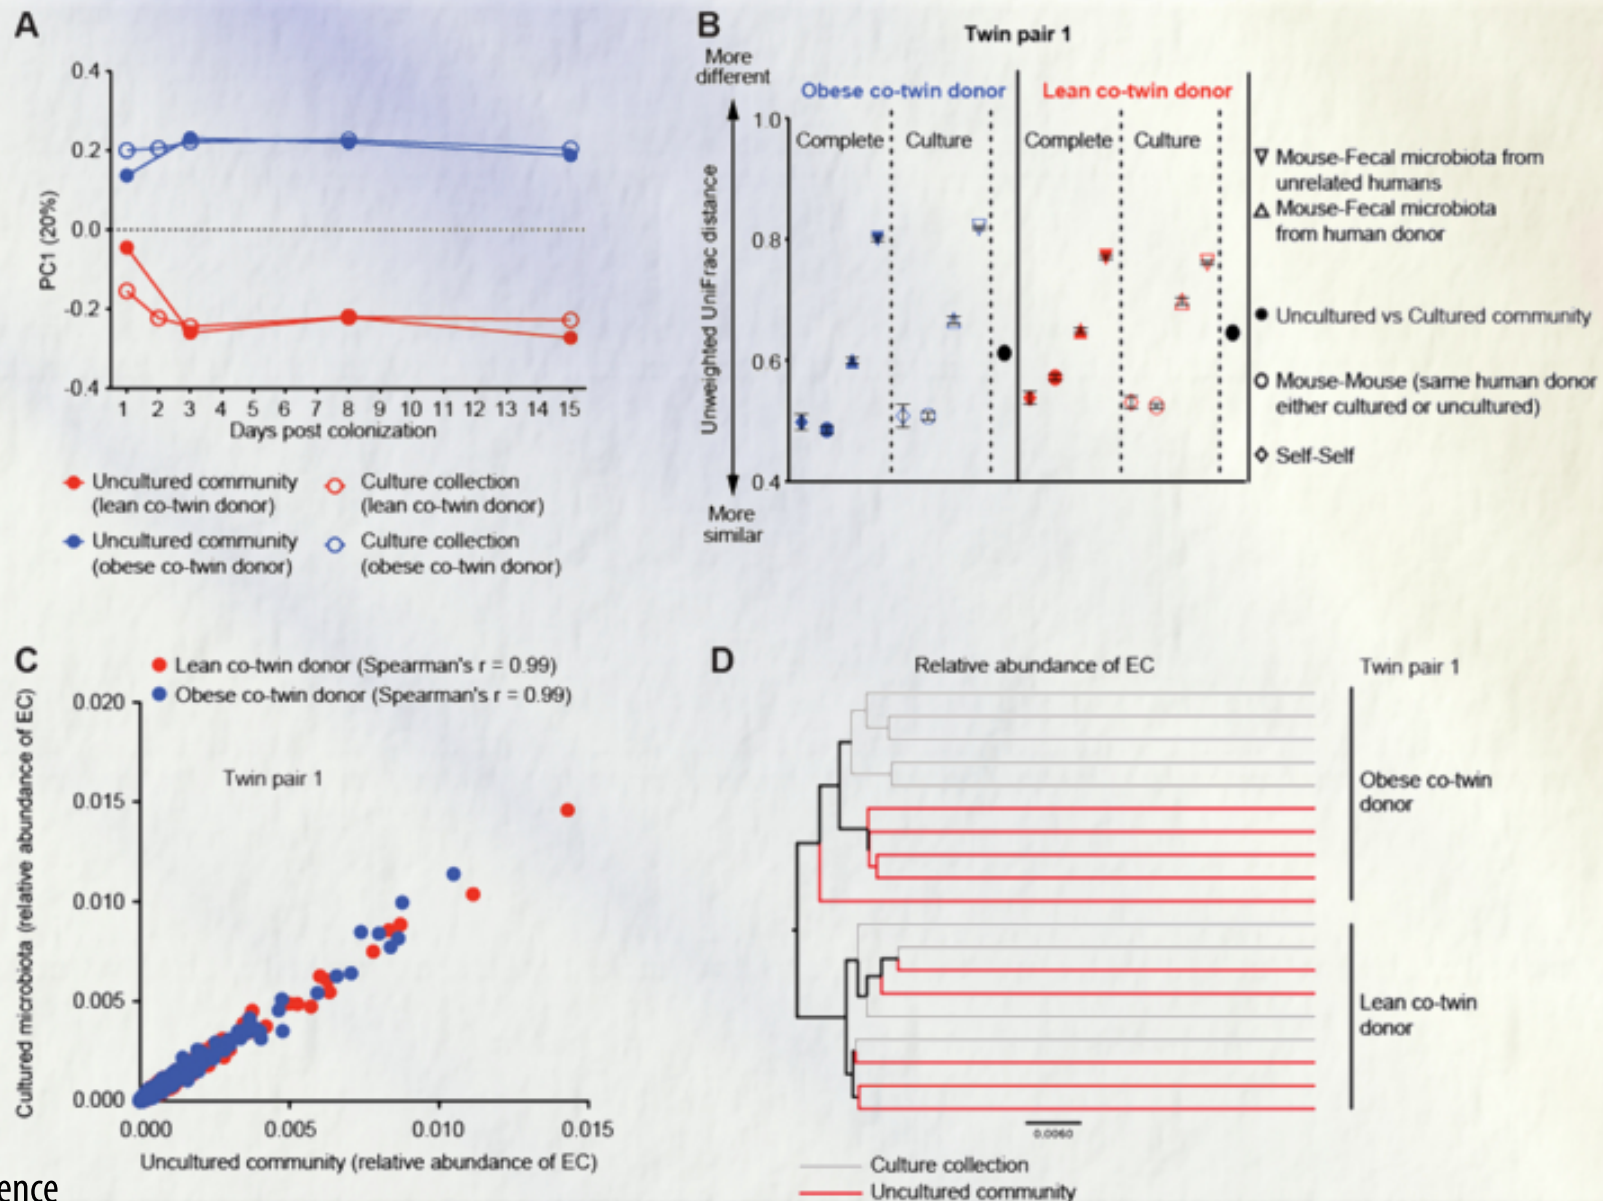 A
0.4
0.2
0.0
-0.2
-0.4
PC1 (20%)
1 2 3 4 5 6 7 8 9 10 11 12 13 14 15
Days post colonization
Uncultured community
(lean co-twin donor)
Culture collection
(lean co-twin donor)
Uncultured community
(obese co-twin donor)
Culture collection
(obese co-twin donor)
B
Twin pair 1
More
different
Obese co-twin donor
Lean co-twin donor
1.0
0.8
0.6
0.4
Unweighted UniFrac distance
Complete
Culture
Complete
Culture
More
similar
Mouse-Fecal microbiota from
unrelated humans
Mouse-Fecal microbiota
from human donor
Uncultured vs Cultured community
Mouse-Mouse (same human donor
either cultured or uncultured)
Self-Self
C
Lean co-twin donor (Spearman's r = 0.99)
Obese co-twin donor (Spearman's r = 0.99)
Twin pair 1
0.020
0.015
0.010
0.005
0.000
Cultured microbiota (relative abundance of EC)
0.000 0.005 0.010 0.015
Uncultured community (relative abundance of EC)
D
Relative abundance of EC
Twin pair 1
Obese co-twin
donor
Lean co-twin
donor
0.0060
Culture collection
Uncultured community
ence